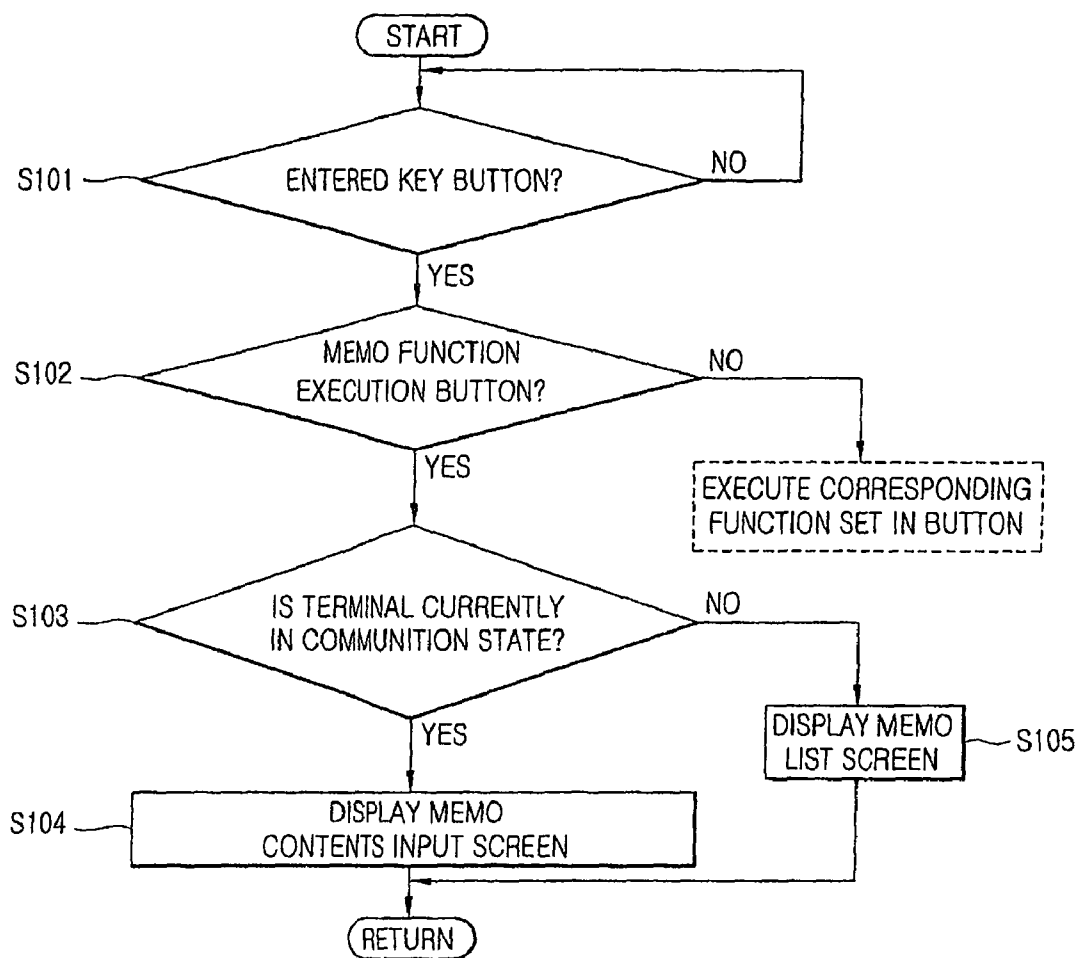 START
S101
ENTERED KEY BUTTON?
NO
YES
S102
MEMO FUNCTION
EXECUTION BUTTON?
NO
YES
EXECUTE CORRESPONDING
FUNCTION SET IN BUTTON
S103
IS TERMINAL CURRENTLY
IN COMMUNITION STATE?
NO
YES
DISPLAY MEMO
LIST SCREEN
S105
S104
DISPLAY MEMO
CONTENTS INPUT SCREEN
RETURN